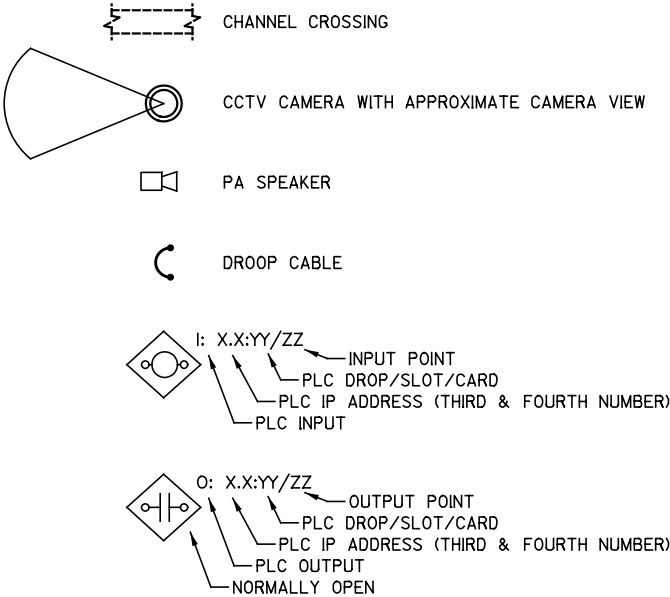 CHANNEL CROSSING
CCTV CAMERA WITH APPROXIMATE CAMERA VIEW
PA SPEAKER
DROOP CABLE
I: X.X:YY/ZZ
INPUT POINT
PLC DROP/SLOT/CARD
PLC IP ADDRESS (THIRD & FOURTH NUMBER)
PLC INPUT
O: X.X:YY/ZZ
OUTPUT POINT
PLC DROP/SLOT/CARD
PLC IP ADDRESS (THIRD & FOURTH NUMBER)
PLC OUTPUT
NORMALLY OPEN